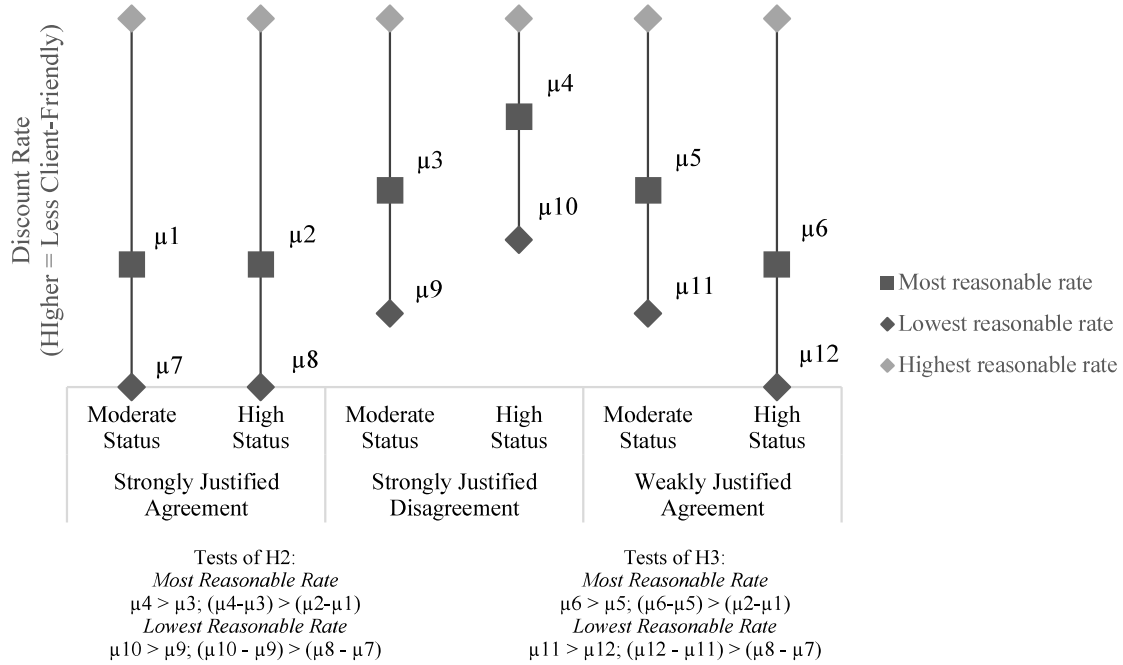 Discount Rate
(HIgher = Less Client-Friendly)
µ4
µ3
µ5
µ10
µ1
µ2
µ6
µ9
µ11
µ7
µ8
µ12
Most reasonable rate
Lowest reasonable rate
Highest reasonable rate
Moderate Status
High Status
Moderate Status
High Status
Moderate Status
High Status
Strongly Justified Agreement
Strongly Justified Disagreement
Weakly Justified Agreement
Tests of H2:
Most Reasonable Rate
µ4 > µ3; (µ4-µ3) > (µ2-µ1)
Lowest Reasonable Rate
µ10 > µ9; (µ10 - µ9) > (µ8 - µ7)
Tests of H3:
Most Reasonable Rate
µ6 > µ5; (µ6-µ5) > (µ2-µ1)
Lowest Reasonable Rate
µ11 > µ12; (µ12 - µ11) > (µ8 - µ7)